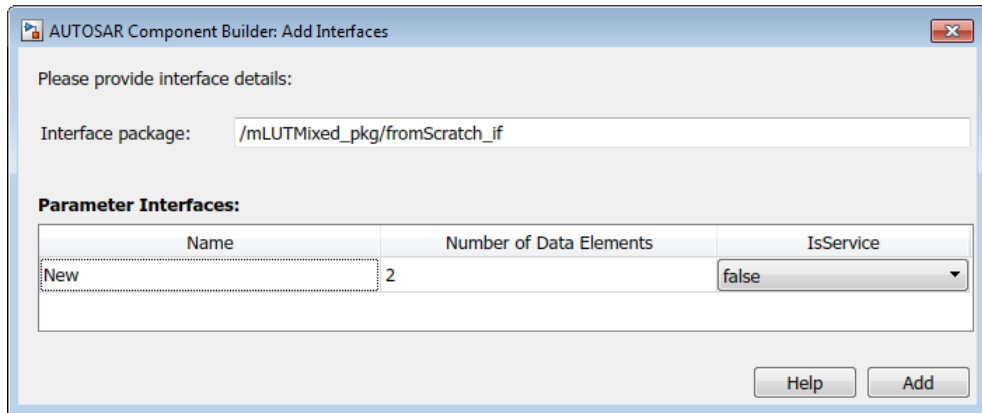 AUTOSAR Component Builder: Add Interfaces
Please provide interface details:
Interface package: /mLUTMixed_pkg/fromScratch_if
Parameter Interfaces:
Name Number of Data Elements IsService
New 2 false
Help Add